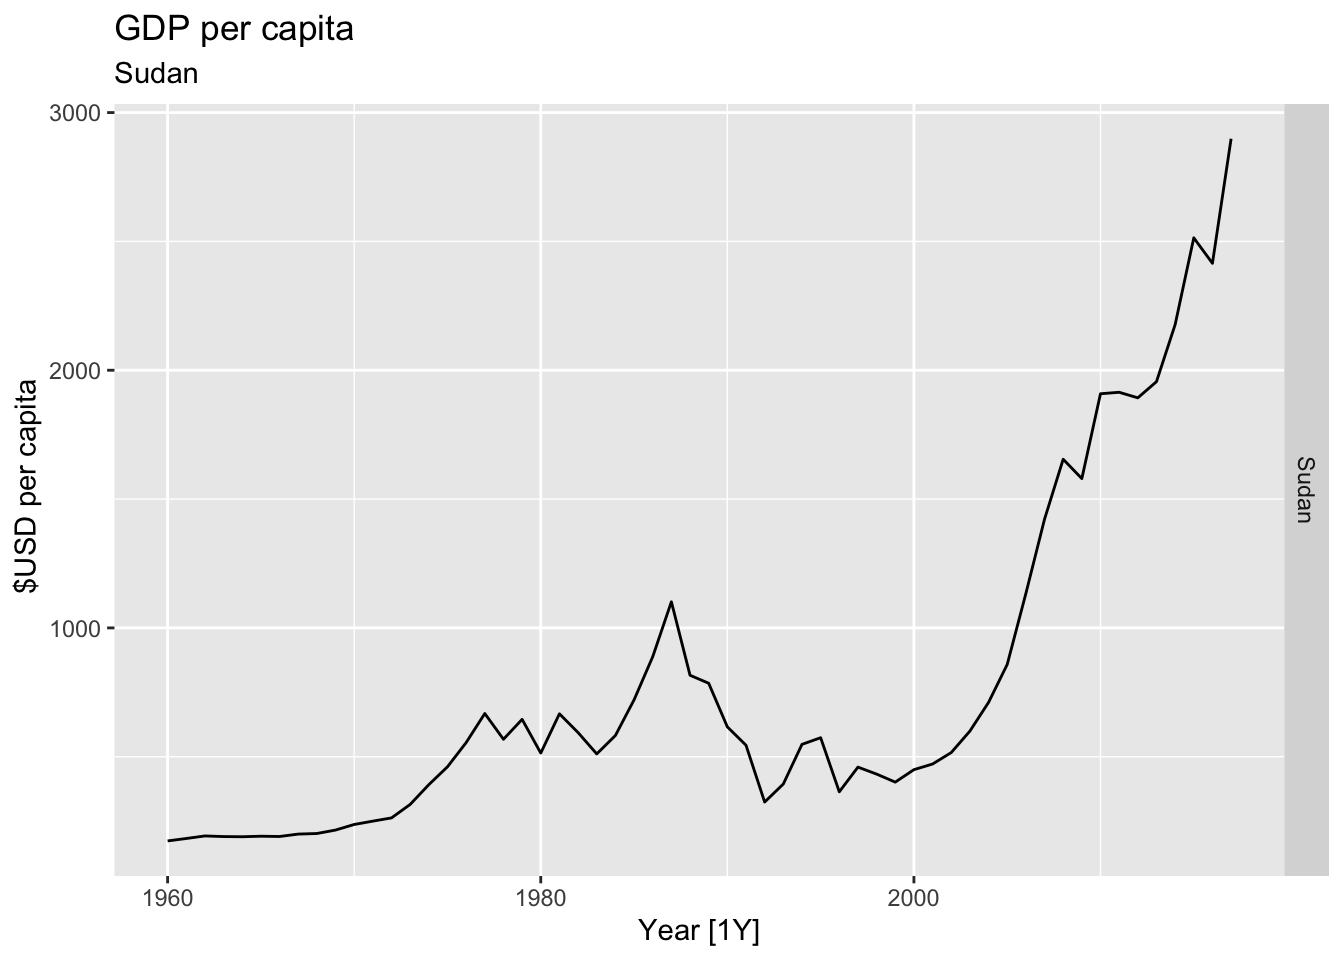 GDP per capita
Sudan
3000
2000
1000
$USD per capita
Sudan
1960
1980
2000
Year [1Y]